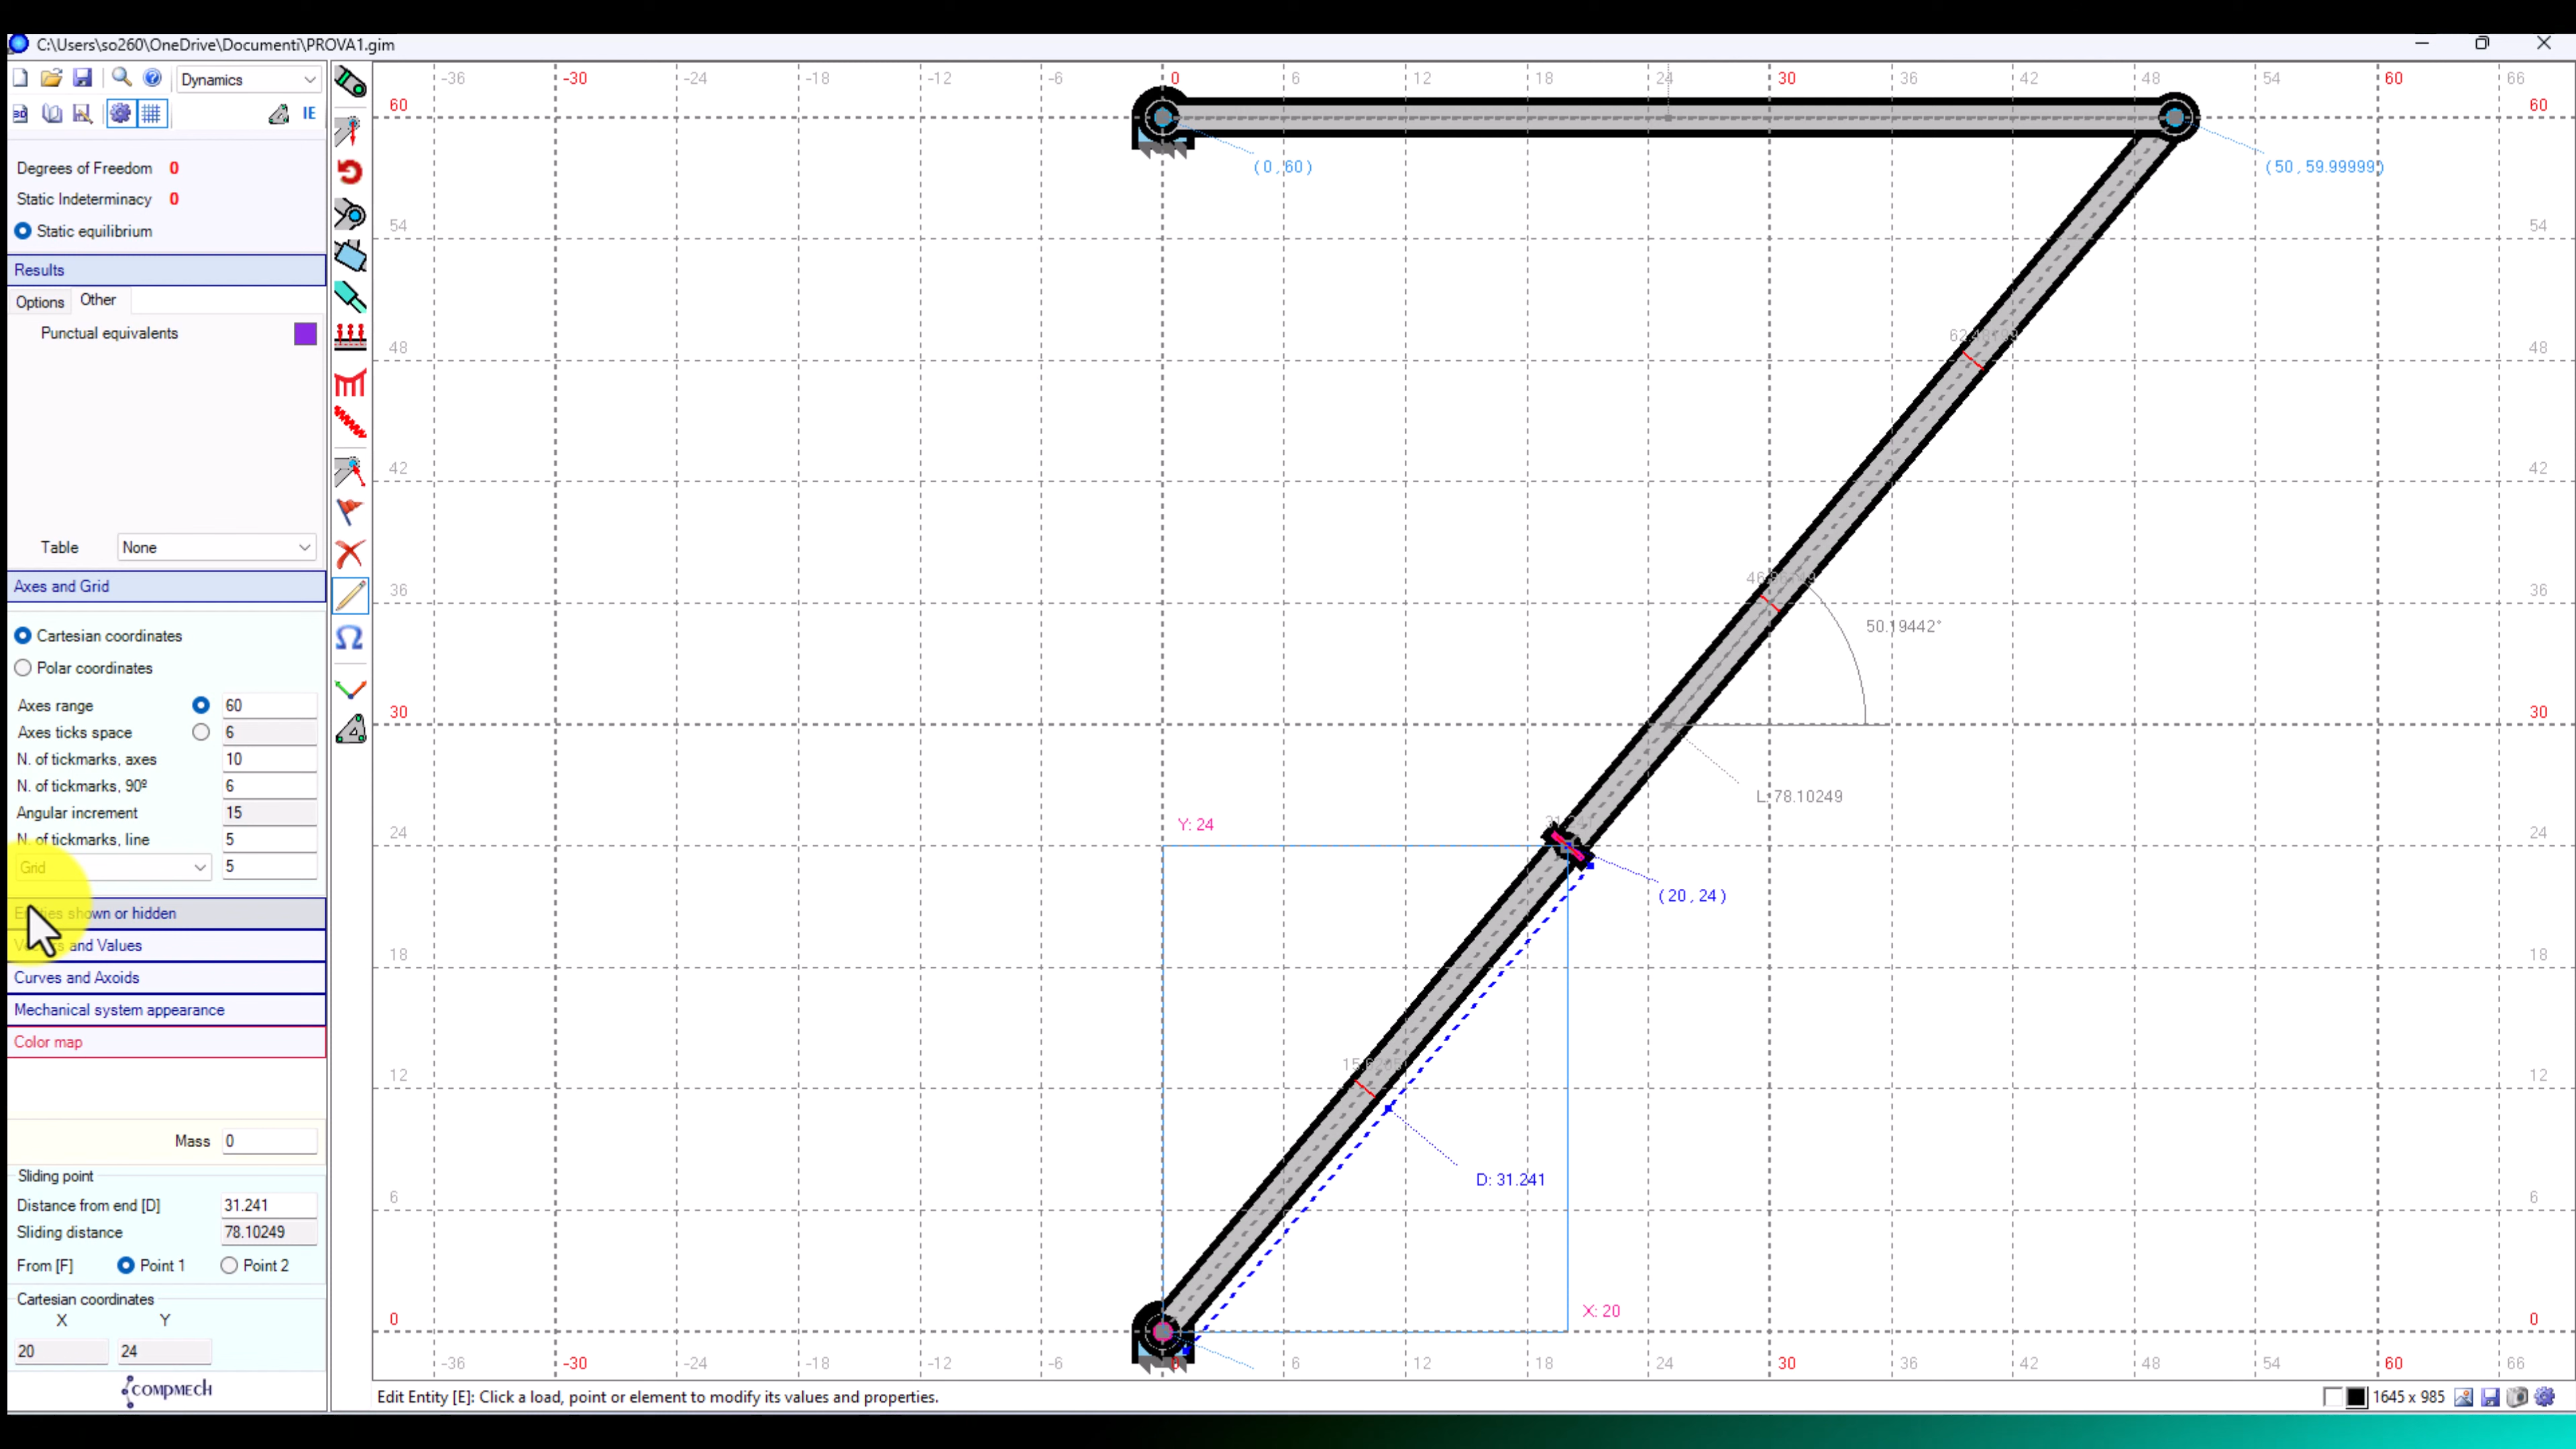 C:\Users\so260\OneDrive\Documenti\PROVA1.gim
Dynamics
3D
IE
Degrees of Freedom 0
Static Indeterminacy 0
Static equilibrium
Results
Options Other
Punctual equivalents
Table None
Axes and Grid
Cartesian coordinates
Polar coordinates
Axes range 60
Axes ticks space 6
N. of tickmarks, axes 10
N. of tickmarks, 90º 6
Angular increment 15
N. of tickmarks, line 5
Grid 5
shown or hidden
and Values
Curves and Axoids
Mechanical system appearance
Color map
Mass 0
Sliding point
Distance from end [D] 31.241
Sliding distance 78.10249
From [F] Point 1 Point 2
Cartesian coordinates
X Y
20 24
COMPMECH
-36 -30 -24 -18 -12 -6 0 6 12 18 24 30 36 42 48 54 60 66
60 60
(0 , 60) (50 , 59.99999)
54 54
48 48
42 42
36 36
50.19442°
30 30
L: 78.10249
Y: 24
24 24
(20 , 24)
18 18
12 12
D: 31.241
6 6
X: 20
0 0
-36 -30 -24 -18 -12 -6 0 6 12 18 24 30 36 42 48 54 60 66
Edit Entity [E]: Click a load, point or element to modify its values and properties.
1645 x 985